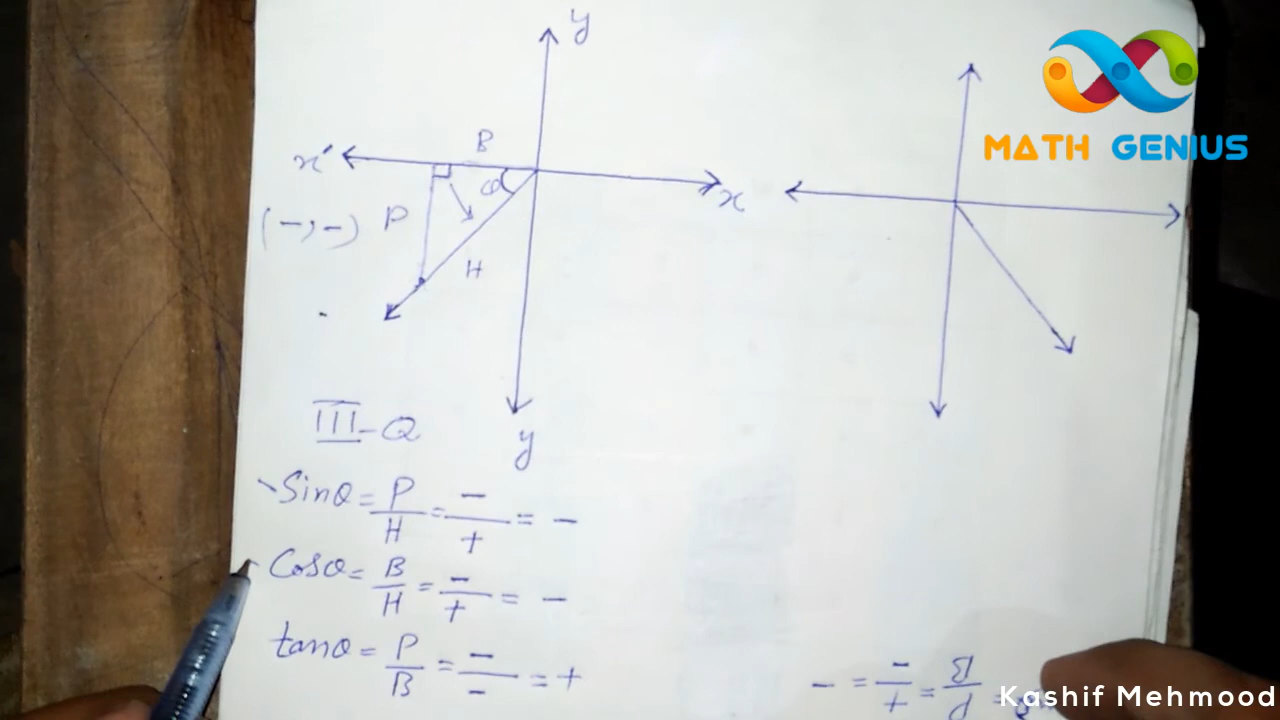 y
MATH GENIUS
B
x'
x
(-,-) P
H
III-Q
y
Sinθ = P/H = -/+ = -
Cosθ = B/H = -/+ = -
tanθ = P/B = -/- = +
- = -/+ = P/B =
Kashif Mehmood